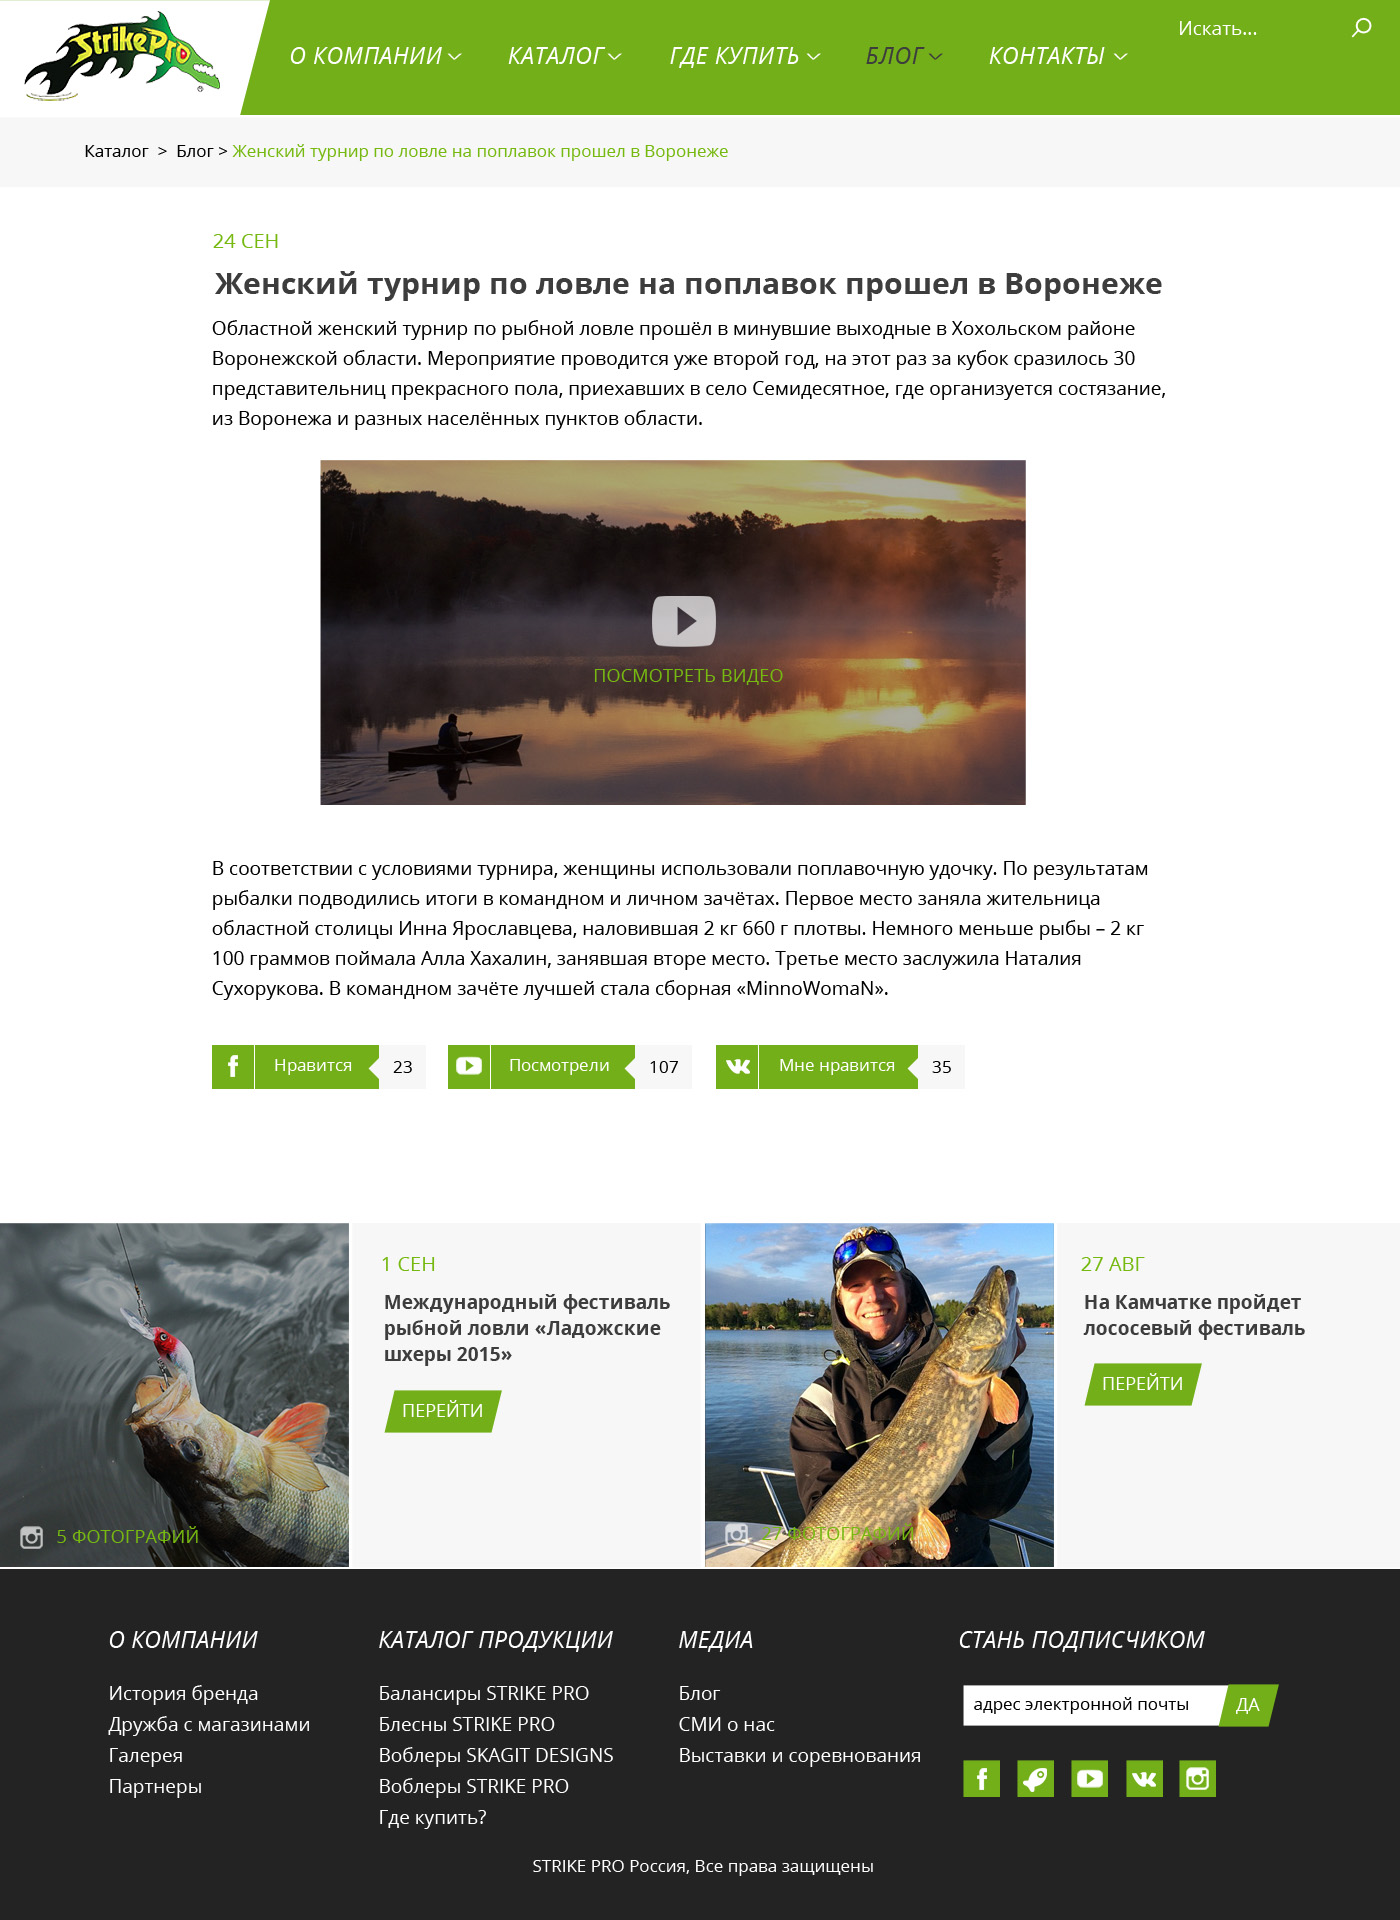 StrikePro
О КОМПАНИИ
КАТАЛОГ
ГДЕ КУПИТЬ
БЛОГ
КОНТАКТЫ
Искать...
Каталог > Блог > Женский турнир по ловле на поплавок прошел в Воронеже
24 СЕН
Женский турнир по ловле на поплавок прошел в Воронеже
Областной женский турнир по рыбной ловле прошёл в минувшие выходные в Хохольском районе
Воронежской области. Мероприятие проводится уже второй год, на этот раз за кубок сразилось 30
представительниц прекрасного пола, приехавших в село Семидесятное, где организуется состязание,
из Воронежа и разных населённых пунктов области.
ПОСМОТРЕТЬ ВИДЕО
В соответствии с условиями турнира, женщины использовали поплавочную удочку. По результатам
рыбалки подводились итоги в командном и личном зачётах. Первое место заняла жительница
областной столицы Инна Ярославцева, наловившая 2 кг 660 г плотвы. Немного меньше рыбы – 2 кг
100 граммов поймала Алла Хахалин, занявшая вторе место. Третье место заслужила Наталия
Сухорукова. В командном зачёте лучшей стала сборная «MinnoWomaN».
Нравится 23
Посмотрели 107
Мне нравится 35
1 СЕН
Международный фестиваль
рыбной ловли «Ладожские
шхеры 2015»
ПЕРЕЙТИ
5 ФОТОГРАФИЙ
27 АВГ
На Камчатке пройдет
лососевый фестиваль
ПЕРЕЙТИ
27 ФОТОГРАФИЙ
О КОМПАНИИ
История бренда
Дружба с магазинами
Галерея
Партнеры
КАТАЛОГ ПРОДУКЦИИ
Балансиры STRIKE PRO
Блесны STRIKE PRO
Воблеры SKAGIT DESIGNS
Воблеры STRIKE PRO
Где купить?
МЕДИА
Блог
СМИ о нас
Выставки и соревнования
СТАНЬ ПОДПИСЧИКОМ
адрес электронной почты
ДА
STRIKE PRO Россия, Все права защищены